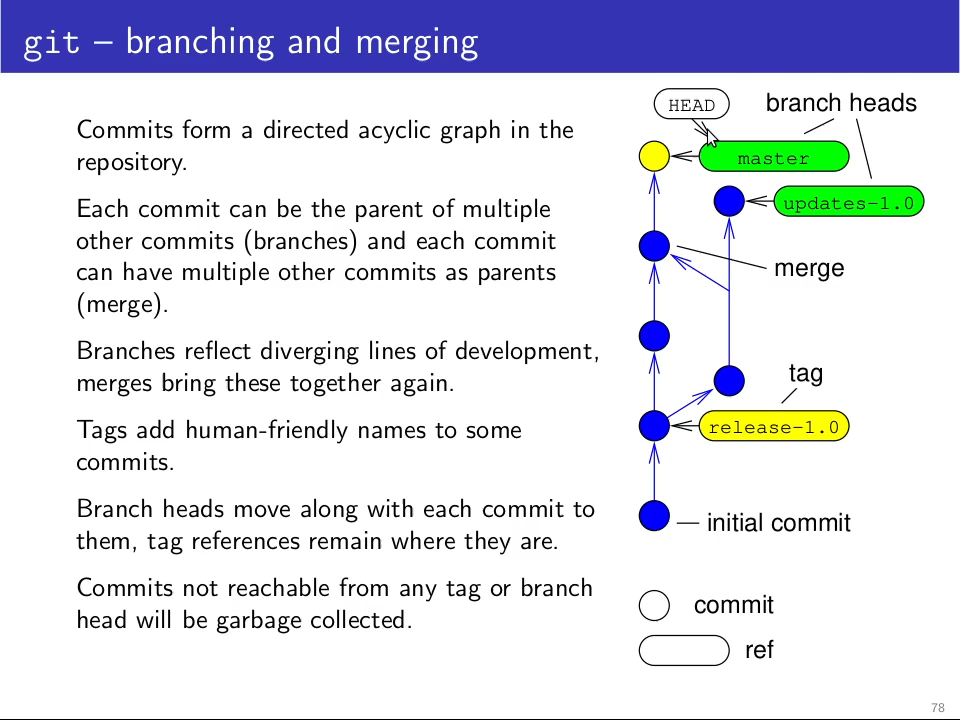 git – branching and merging
Commits form a directed acyclic graph in the
repository.
Each commit can be the parent of multiple
other commits (branches) and each commit
can have multiple other commits as parents
(merge).
Branches reflect diverging lines of development,
merges bring these together again.
Tags add human-friendly names to some
commits.
Branch heads move along with each commit to
them, tag references remain where they are.
Commits not reachable from any tag or branch
head will be garbage collected.
HEAD
branch heads
master
updates-1.0
merge
tag
release-1.0
initial commit
commit
ref
78